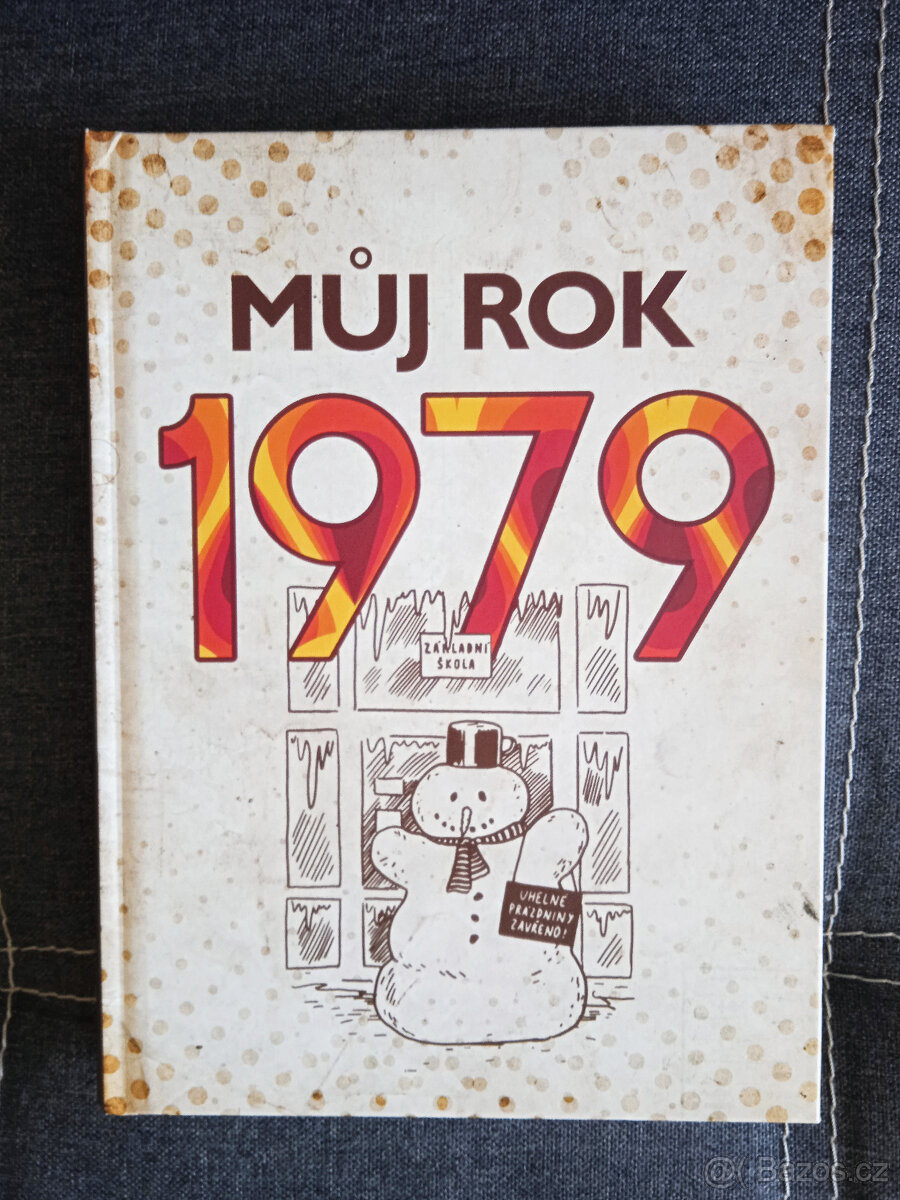 MŮJ ROK
1979
ZÁKLADNÍ
ŠKOLA
UHELNÉ
PRÁZDNINY
ZAVŘENO!
@ Bazos.cz